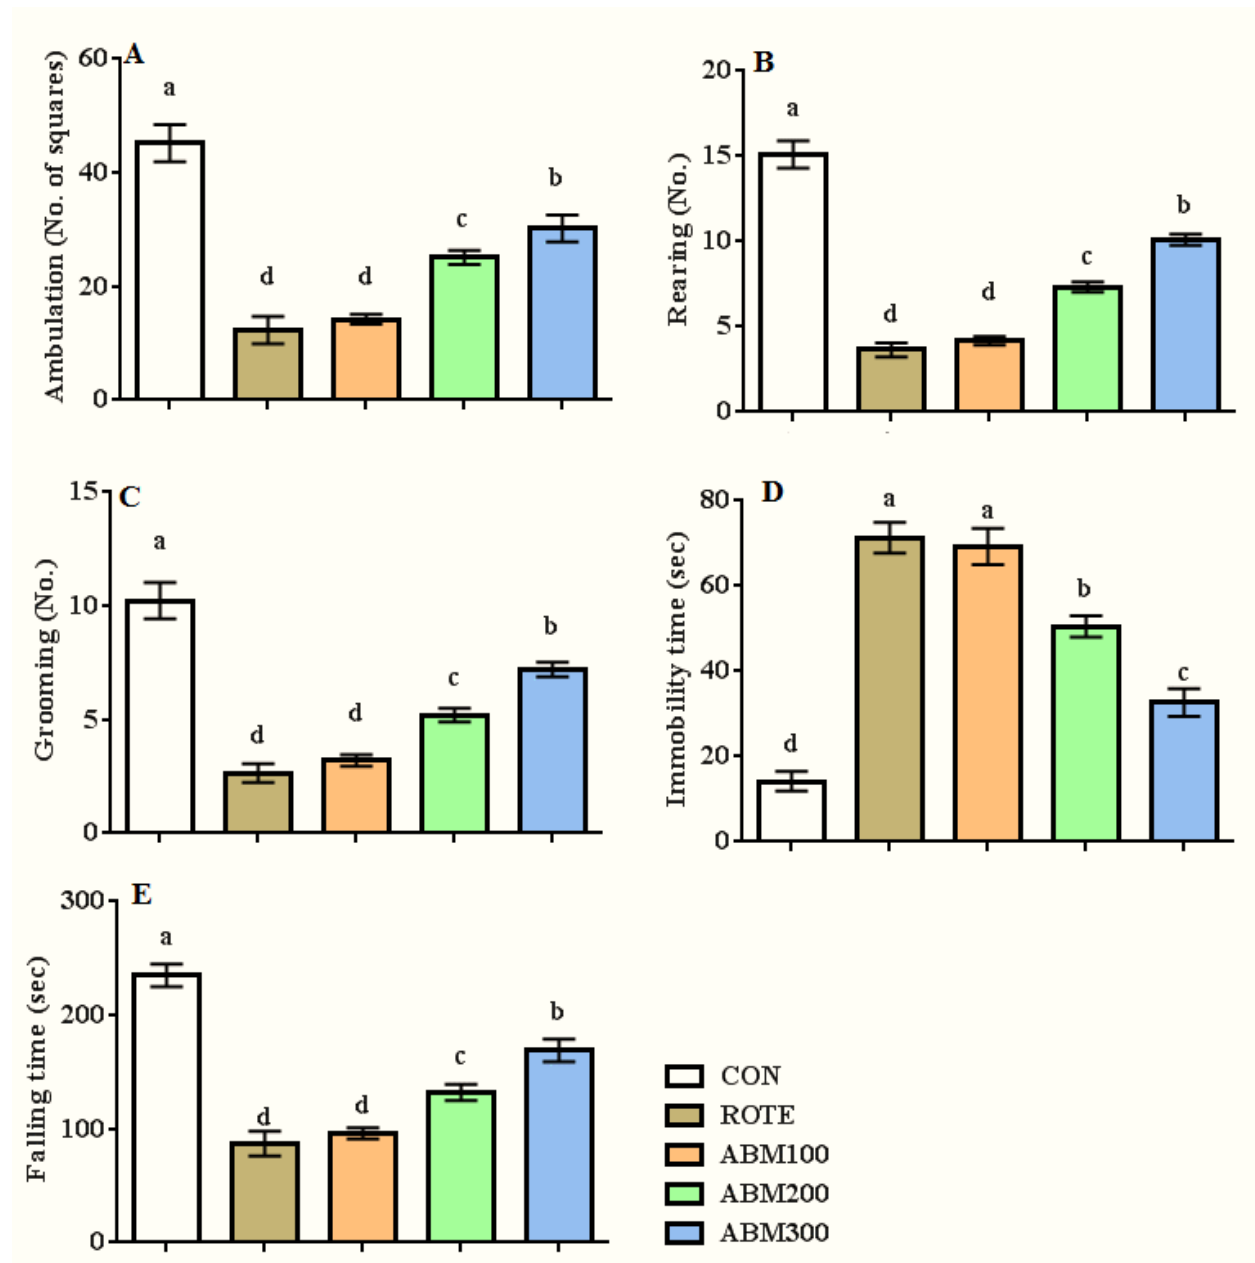 A
Ambulation (No. of squares)
60
40
20
0
a
d
d
c
b
B
Rearing (No.)
20
15
10
5
0
a
d
d
c
b
C
Grooming (No.)
15
10
5
0
a
d
d
c
b
D
Immobility time (sec)
80
60
40
20
0
d
a
a
b
c
E
Falling time (sec)
300
200
100
0
a
d
d
c
b
CON
ROTE
ABM100
ABM200
ABM300